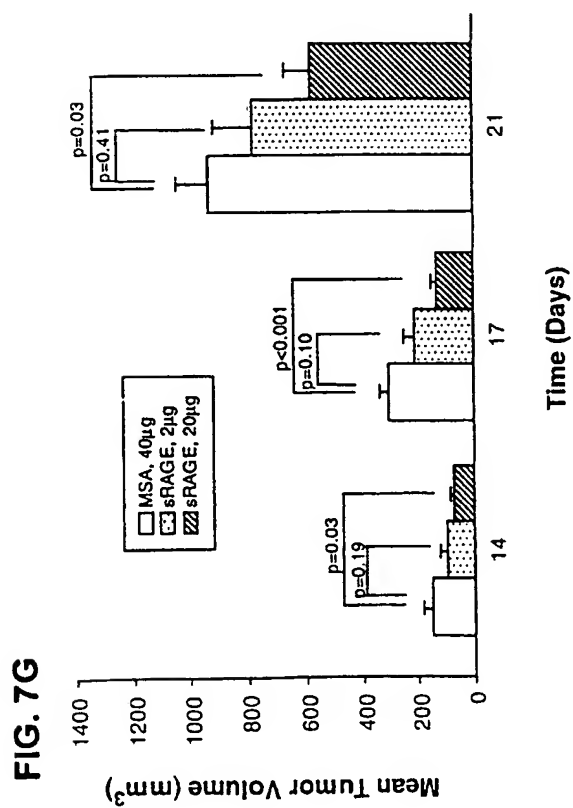 FIG. 7G
Mean Tumor Volume (mm³)
1400
1200
1000
800
600
400
200
0
MSA, 40µg
sRAGE, 2µg
sRAGE, 20µg
p=0.03
p=0.19
p<0.001
p=0.10
p=0.03
p=0.41
14
17
21
Time (Days)